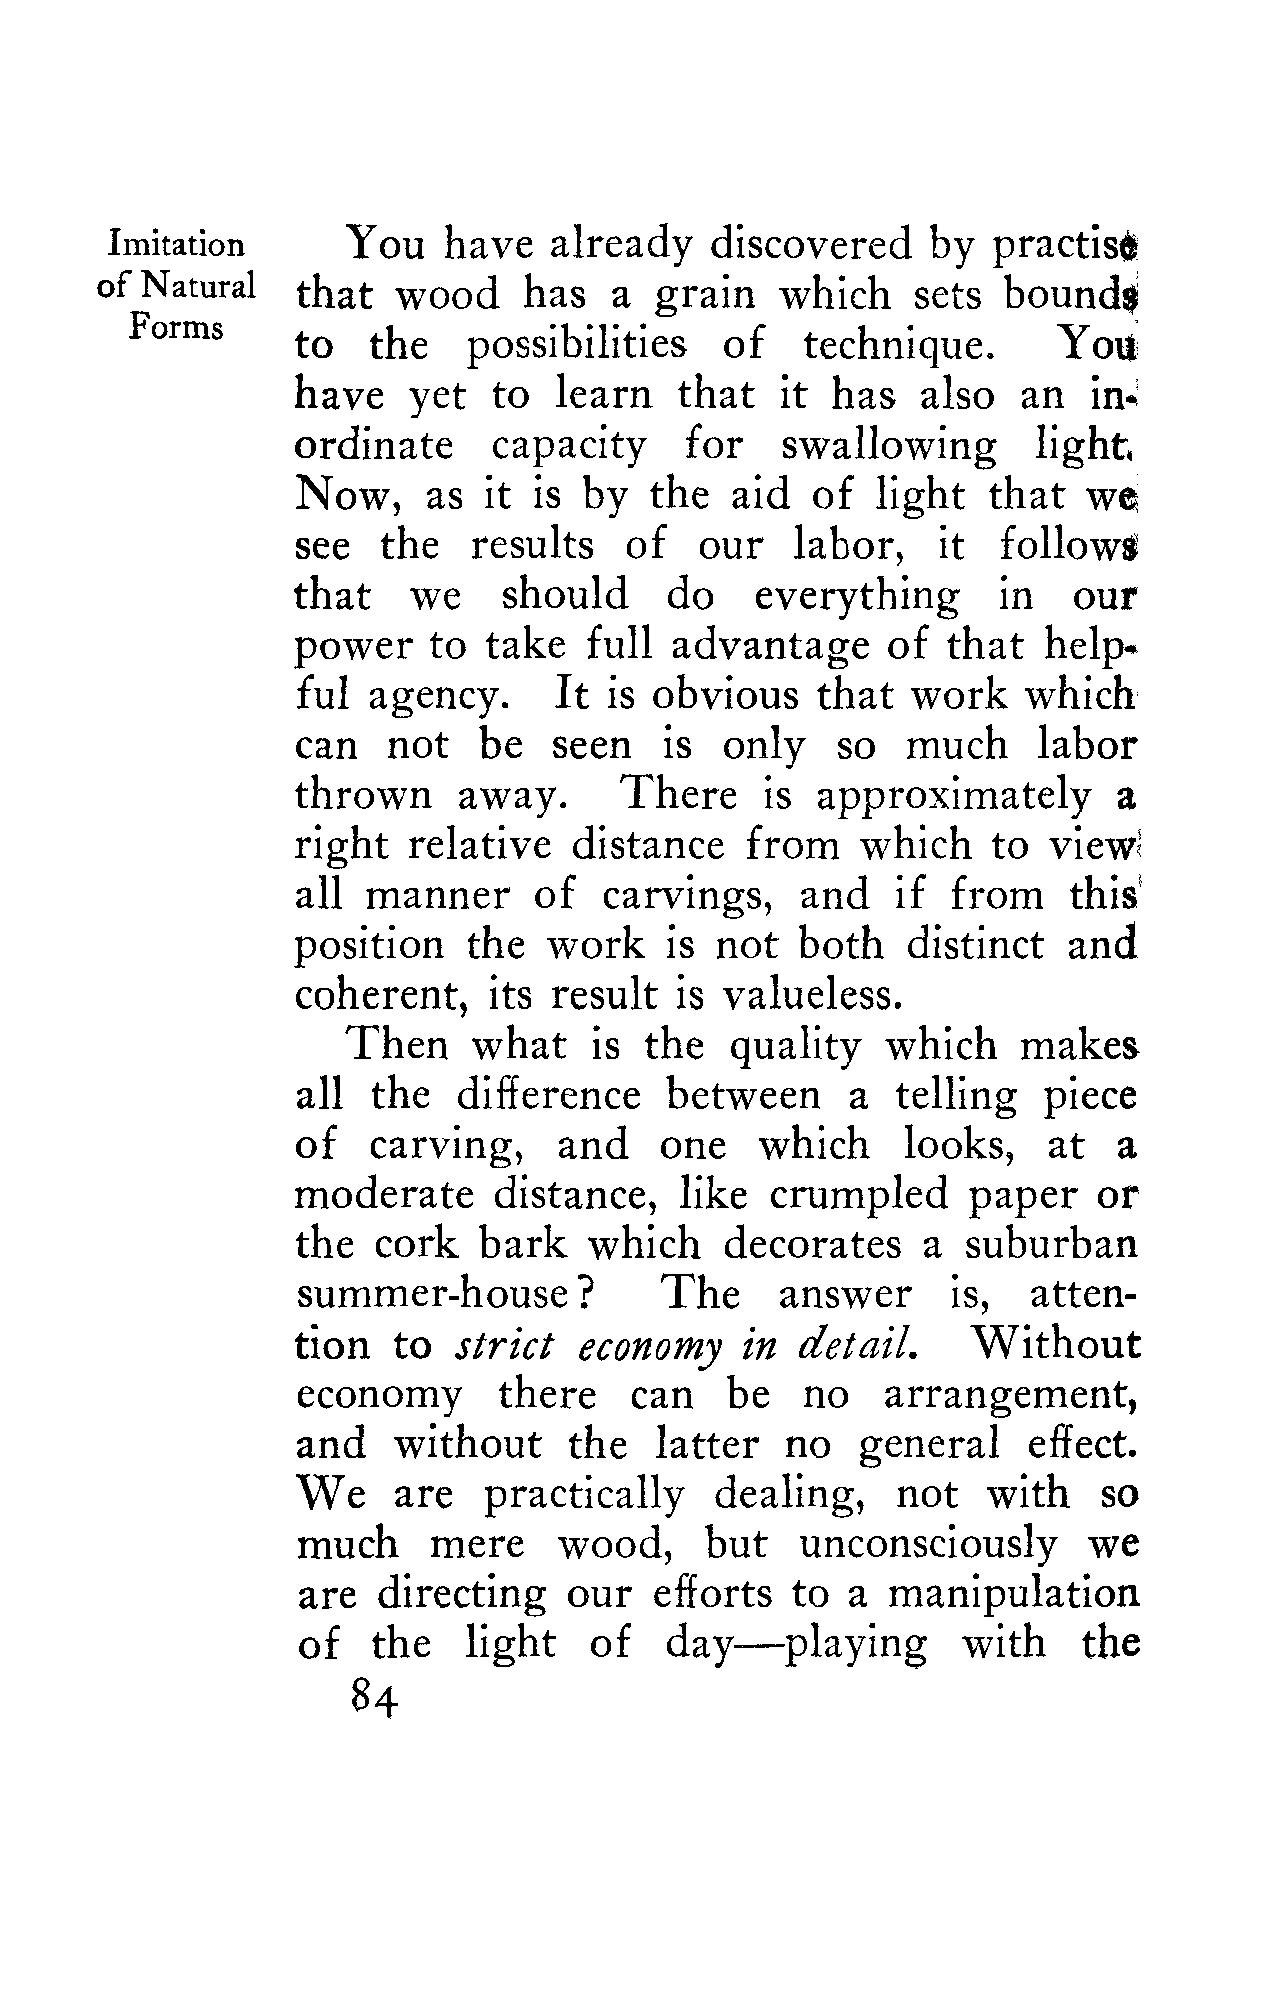 Imitation
of Natural
Forms
You have already discovered by practise
that wood has a grain which sets bounds
to the possibilities of technique. You
have yet to learn that it has also an in-
ordinate capacity for swallowing light.
Now, as it is by the aid of light that we
see the results of our labor, it follows
that we should do everything in our
power to take full advantage of that help-
ful agency. It is obvious that work which
can not be seen is only so much labor
thrown away. There is approximately a
right relative distance from which to view
all manner of carvings, and if from this
position the work is not both distinct and
coherent, its result is valueless.
Then what is the quality which makes
all the difference between a telling piece
of carving, and one which looks, at a
moderate distance, like crumpled paper or
the cork bark which decorates a suburban
summer-house? The answer is, atten-
tion to strict economy in detail. Without
economy there can be no arrangement,
and without the latter no general effect.
We are practically dealing, not with so
much mere wood, but unconsciously we
are directing our efforts to a manipulation
of the light of day—playing with the
84